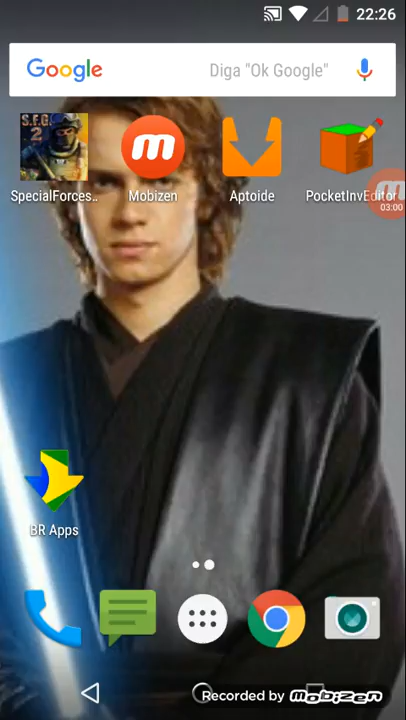 22:26
Google Diga "Ok Google"
S.F.G 2
SpecialForces.. Mobizen Aptoide PocketInvEditor
03:00
BR Apps
Recorded by mobizen